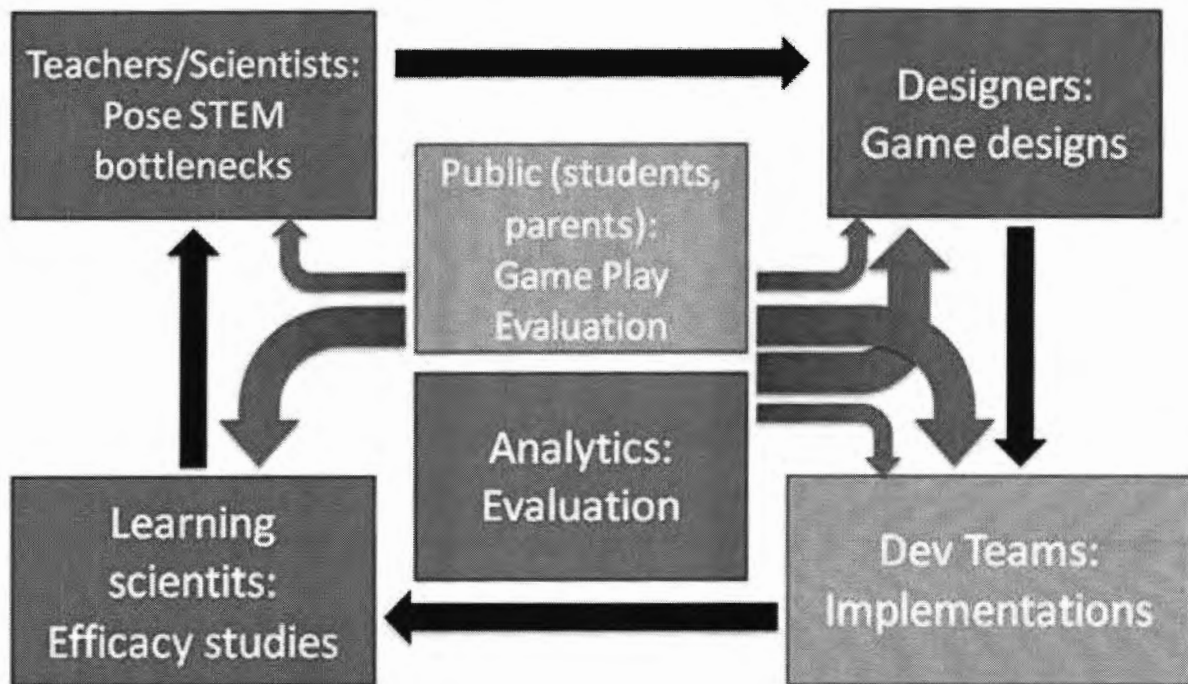 Teachers/Scientists:
Pose STEM
bottlenecks
Designers:
Game designs
Public (students,
parents):
Game Play
Evaluation
Analytics:
Evaluation
Learning
scientits:
Efficacy studies
Dev Teams:
Implementations